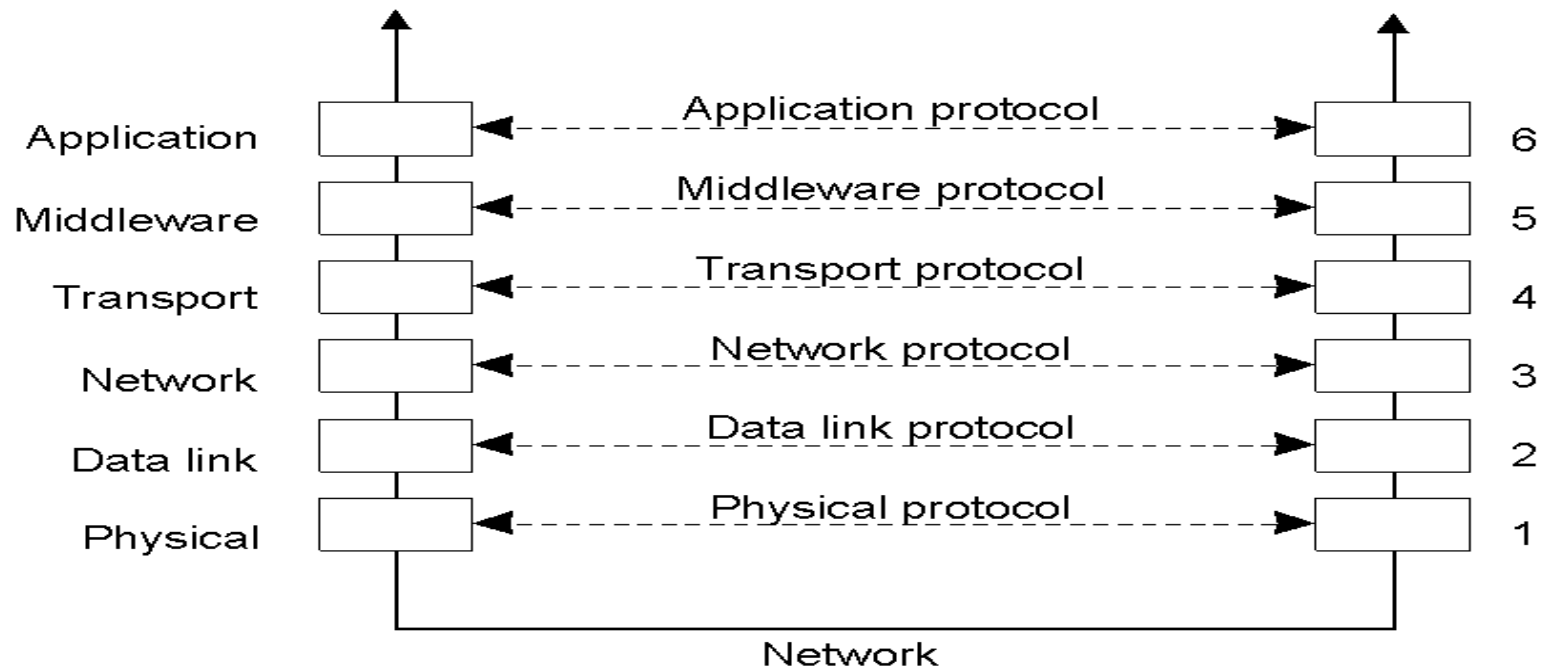 Application protocol
Application
6
Middleware protocol
Middleware
5
Transport protocol
Transport
4
Network protocol
Network
3
Data link protocol
Data link
2
Physical protocol
Physical
1
Network